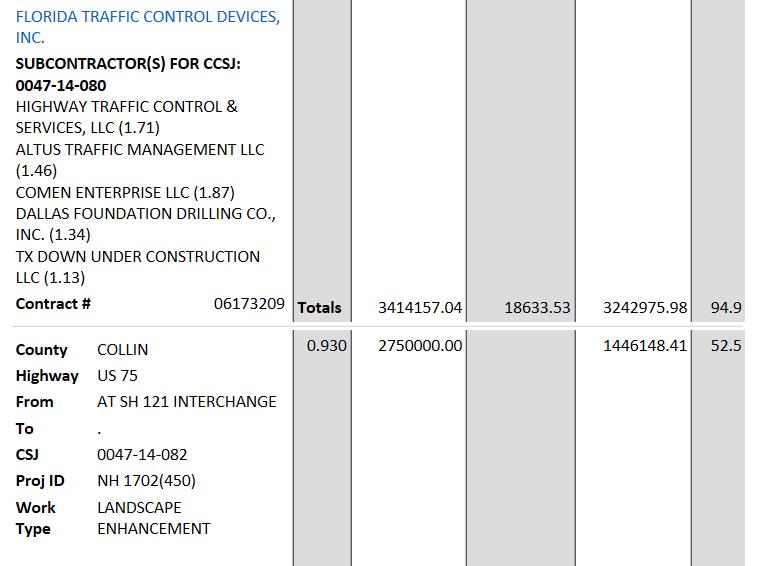 FLORIDA TRAFFIC CONTROL DEVICES,
INC.
SUBCONTRACTOR(S) FOR CCSJ:
0047-14-080
HIGHWAY TRAFFIC CONTROL &
SERVICES, LLC (1.71)
ALTUS TRAFFIC MANAGEMENT LLC
(1.46)
COMEN ENTERPRISE LLC (1.87)
DALLAS FOUNDATION DRILLING CO.,
INC. (1.34)
TX DOWN UNDER CONSTRUCTION
LLC (1.13)
Contract # 06173209 Totals 3414157.04 18633.53 3242975.98 94.9
County COLLIN 0.930 2750000.00 1446148.41 52.5
Highway US 75
From AT SH 121 INTERCHANGE
To .
CSJ 0047-14-082
Proj ID NH 1702(450)
Work LANDSCAPE
Type ENHANCEMENT